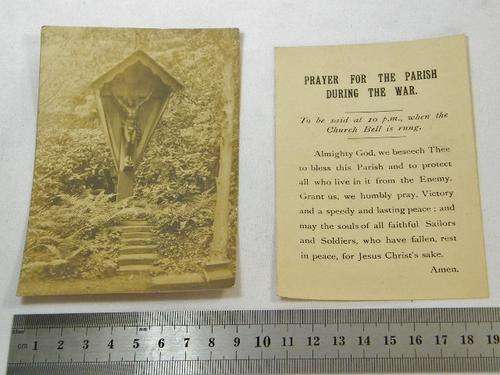 PRAYER FOR THE PARISH
DURING THE WAR.
To be said at 10 p.m., when the
Church Bell is rung.
Almighty God, we beseech Thee
to bless this Parish and to protect
all who live in it from the Enemy.
Grant us, we humbly pray, Victory
and a speedy and lasting peace : and
may the souls of all faithful Sailors
and Soldiers, who have fallen, rest
in peace, for Jesus Christ's sake.
Amen.
cm 1 2 3 4 5 6 7 8 9 10 11 12 13 14 15 16 17 18 19